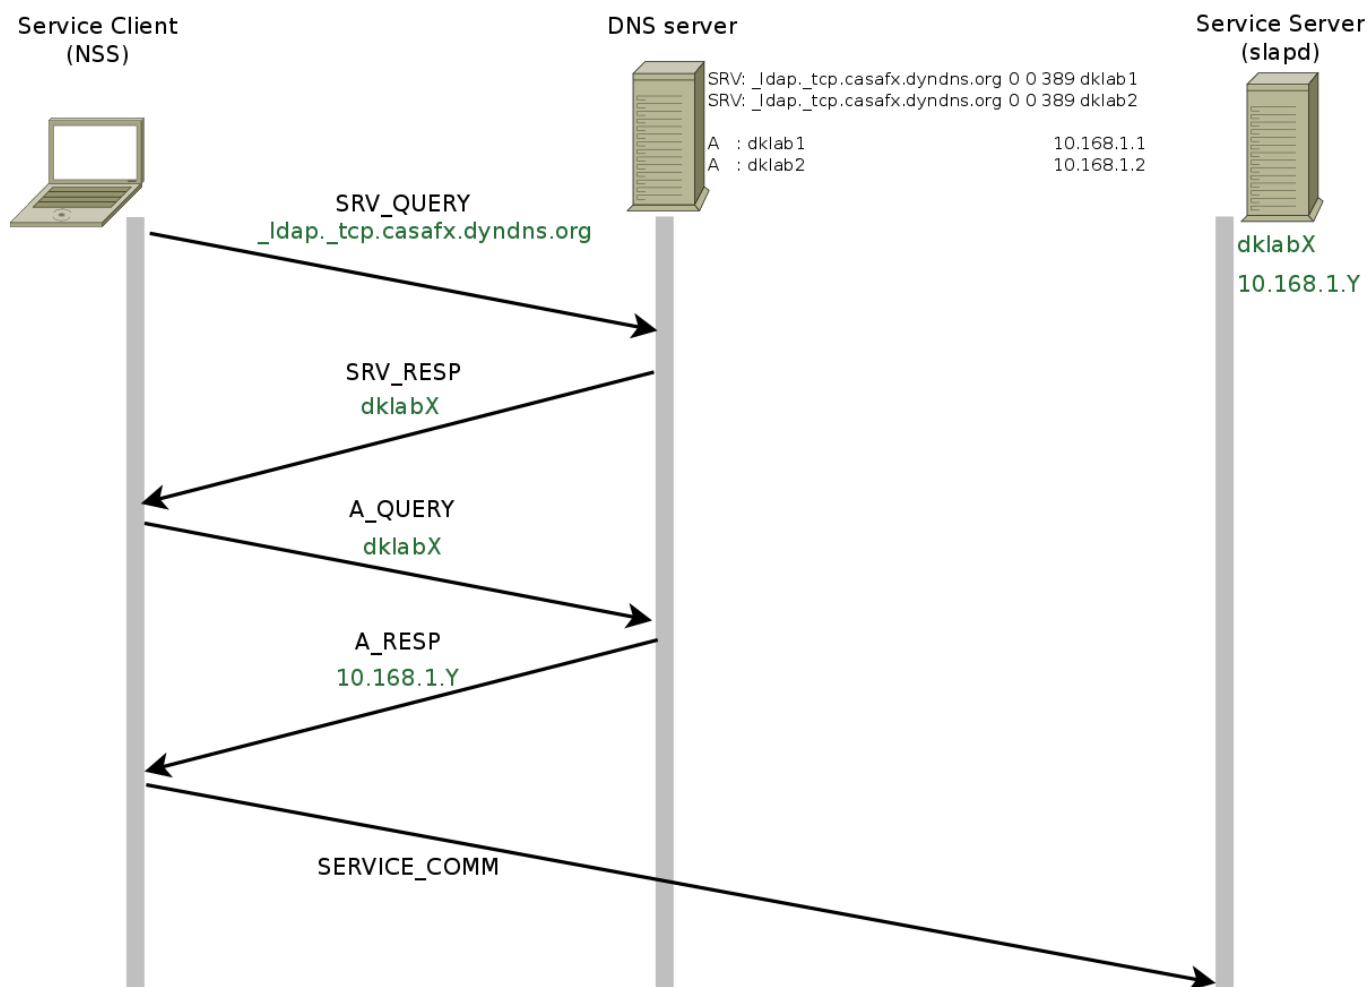 Service Client
(NSS)
DNS server
Service Server
(slapd)
SRV: _ldap._tcp.casafx.dyndns.org 0 0 389 dklab1
SRV: _ldap._tcp.casafx.dyndns.org 0 0 389 dklab2
A : dklab1 10.168.1.1
A : dklab2 10.168.1.2
dklabX
10.168.1.Y
SRV_QUERY
_ldap._tcp.casafx.dyndns.org
SRV_RESP
dklabX
A_QUERY
dklabX
A_RESP
10.168.1.Y
SERVICE_COMM